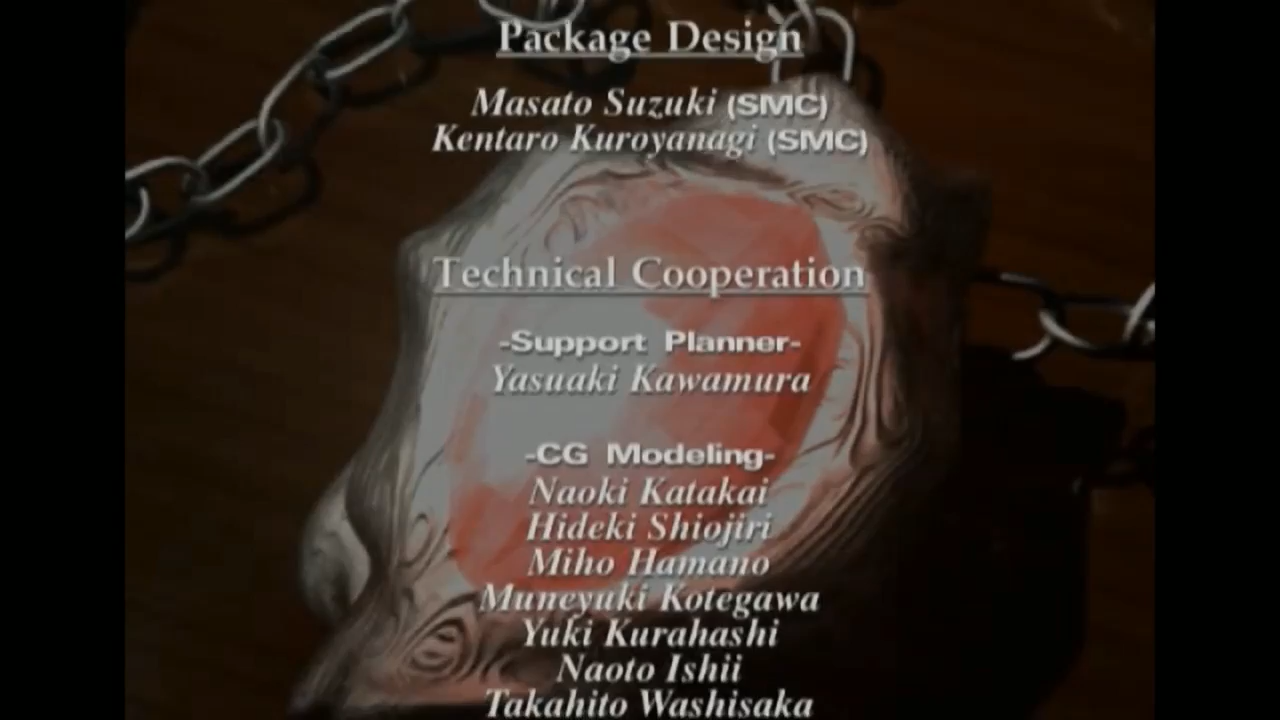 Package Design
Masato Suzuki (SMC)
Kentaro Kuroyanagi (SMC)
Technical Cooperation
-Support Planner-
Yasuaki Kawamura
-CG Modeling-
Naoki Katakai
Hideki Shiojiri
Miho Hamano
Muneyuki Kotegawa
Yuki Kurahashi
Naoto Ishii
Takahito Washisaka